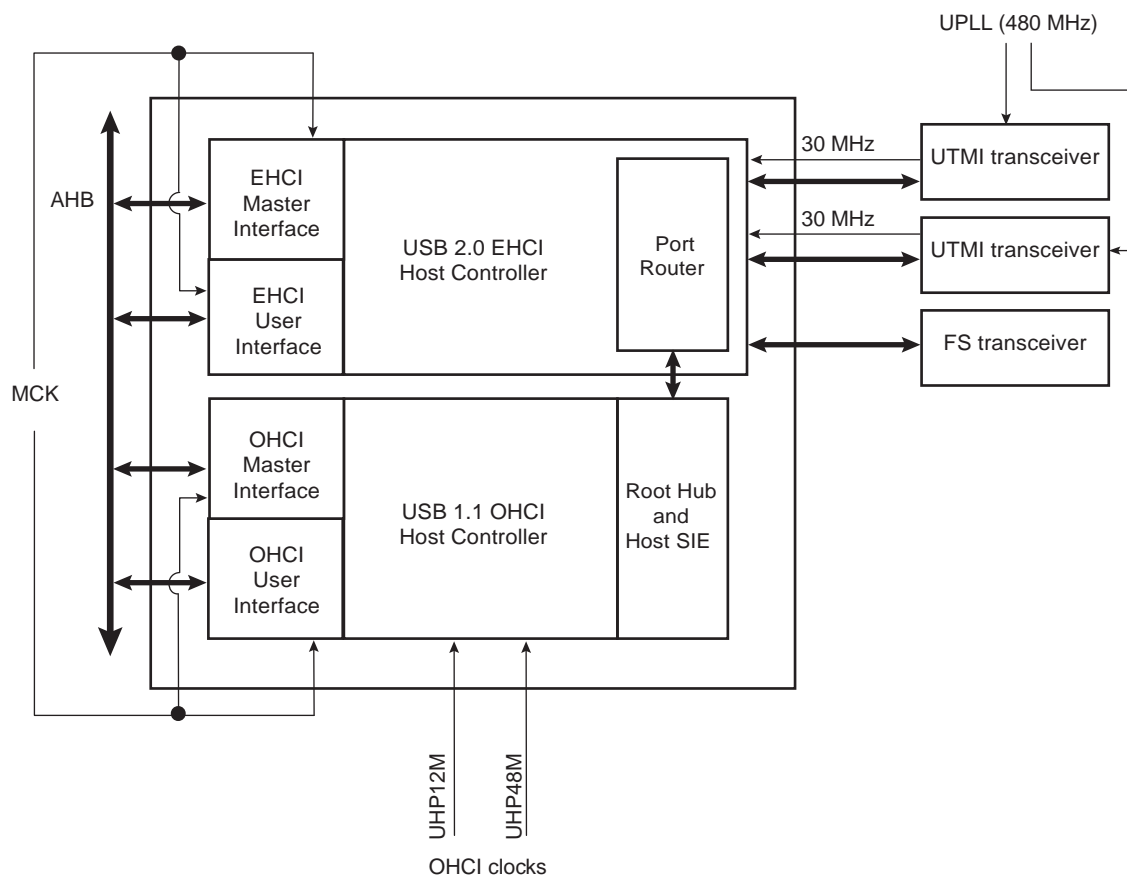 UPLL (480 MHz)
AHB
EHCI
Master
Interface
USB 2.0 EHCI
Host Controller
Port
Router
30 MHz
UTMI transceiver
30 MHz
UTMI transceiver
EHCI
User
Interface
FS transceiver
MCK
OHCI
Master
Interface
USB 1.1 OHCI
Host Controller
Root Hub
and
Host SIE
OHCI
User
Interface
UHP12M
UHP48M
OHCI clocks